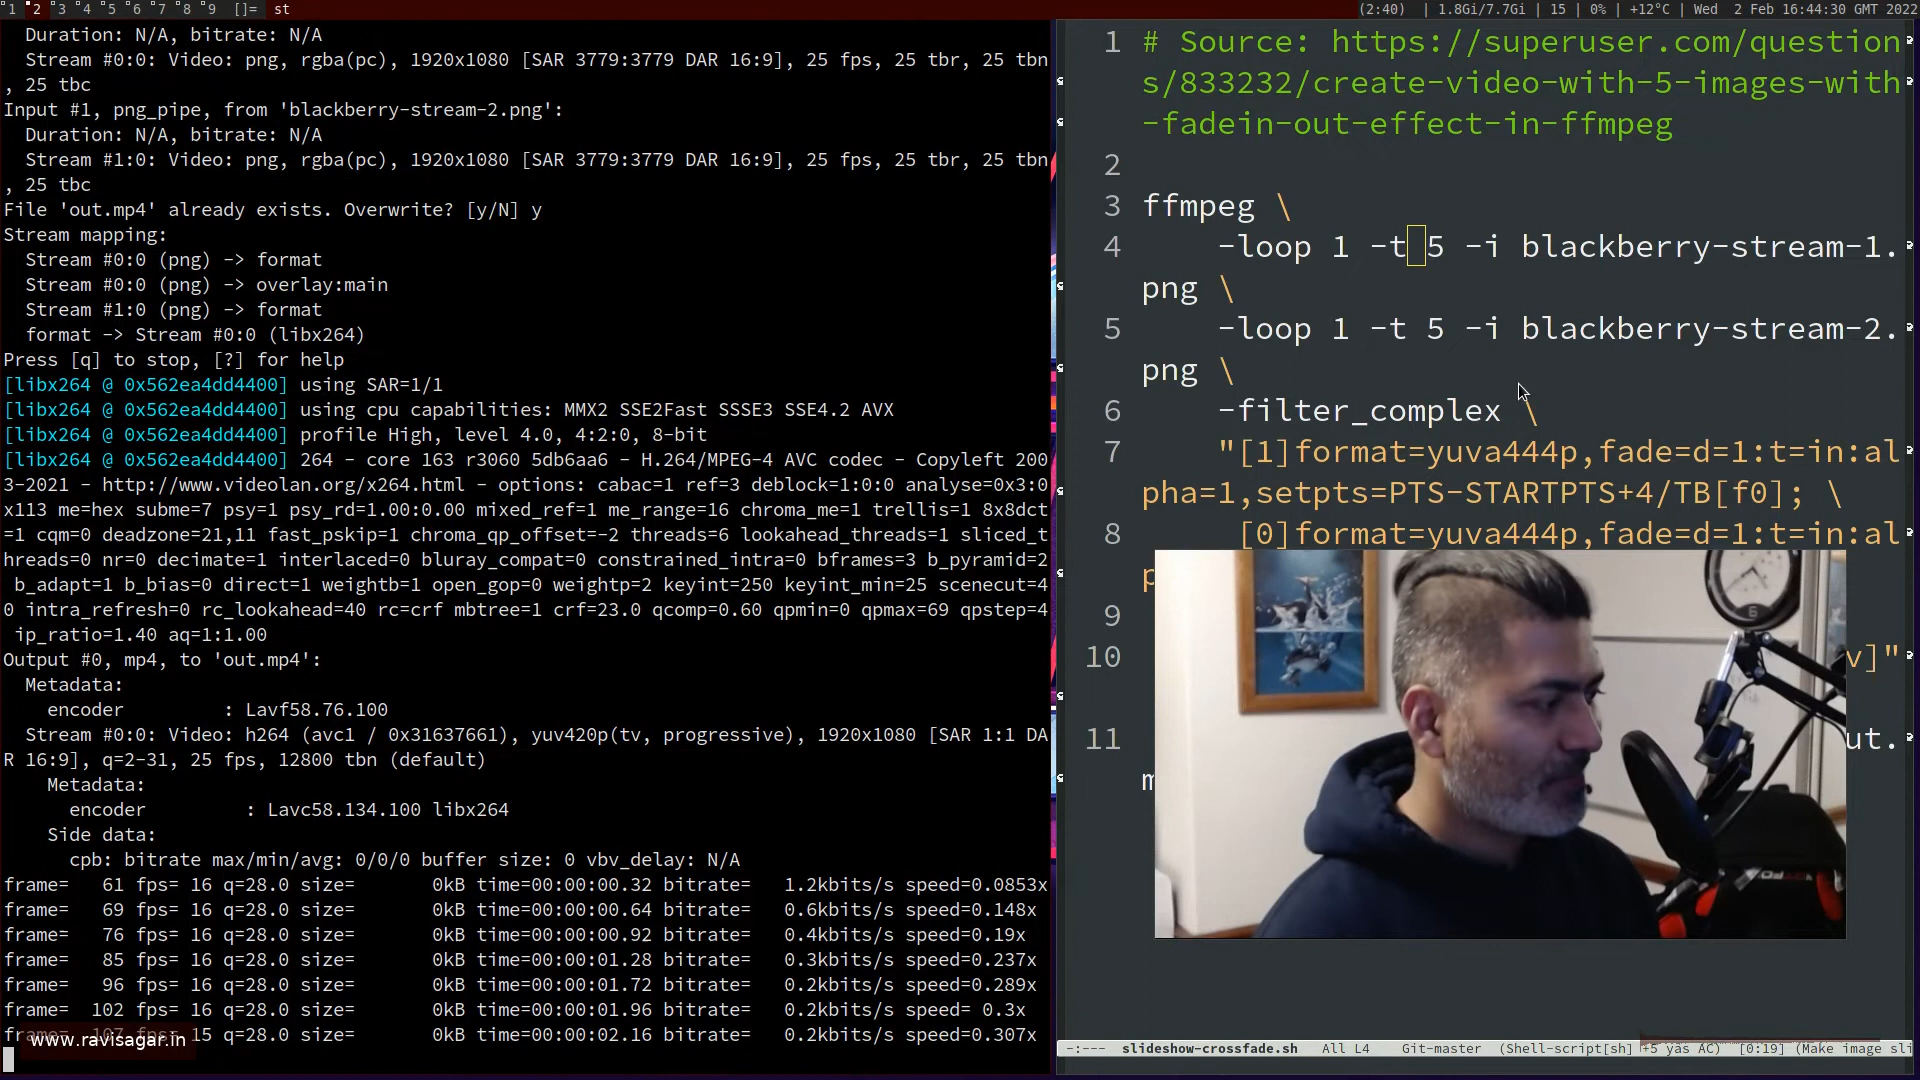 1 2 3 4 5 6 7 8 9 []= st
(2:40) | 1.8Gi/7.7Gi | 15 | 0% | +12°C | Wed 2 Feb 16:44:30 GMT 2022
Duration: N/A, bitrate: N/A
Stream #0:0: Video: png, rgba(pc), 1920x1080 [SAR 3779:3779 DAR 16:9], 25 fps, 25 tbr, 25 tbn
, 25 tbc
Input #1, png_pipe, from 'blackberry-stream-2.png':
Duration: N/A, bitrate: N/A
Stream #1:0: Video: png, rgba(pc), 1920x1080 [SAR 3779:3779 DAR 16:9], 25 fps, 25 tbr, 25 tbn
, 25 tbc
File 'out.mp4' already exists. Overwrite? [y/N] y
Stream mapping:
Stream #0:0 (png) -> format
Stream #0:0 (png) -> overlay:main
Stream #1:0 (png) -> format
format -> Stream #0:0 (libx264)
Press [q] to stop, [?] for help
[libx264 @ 0x562ea4dd4400] using SAR=1/1
[libx264 @ 0x562ea4dd4400] using cpu capabilities: MMX2 SSE2Fast SSSE3 SSE4.2 AVX
[libx264 @ 0x562ea4dd4400] profile High, level 4.0, 4:2:0, 8-bit
[libx264 @ 0x562ea4dd4400] 264 - core 163 r3060 5db6aa6 - H.264/MPEG-4 AVC codec - Copyleft 200
3-2021 - http://www.videolan.org/x264.html - options: cabac=1 ref=3 deblock=1:0:0 analyse=0x3:0
x113 me=hex subme=7 psy=1 psy_rd=1.00:0.00 mixed_ref=1 me_range=16 chroma_me=1 trellis=1 8x8dct
=1 cqm=0 deadzone=21,11 fast_pskip=1 chroma_qp_offset=-2 threads=6 lookahead_threads=1 sliced_t
hreads=0 nr=0 decimate=1 interlaced=0 bluray_compat=0 constrained_intra=0 bframes=3 b_pyramid=2
b_adapt=1 b_bias=0 direct=1 weightb=1 open_gop=0 weightp=2 keyint=250 keyint_min=25 scenecut=4
0 intra_refresh=0 rc_lookahead=40 rc=crf mbtree=1 crf=23.0 qcomp=0.60 qpmin=0 qpmax=69 qpstep=4
ip_ratio=1.40 aq=1:1.00
Output #0, mp4, to 'out.mp4':
Metadata:
encoder : Lavf58.76.100
Stream #0:0: Video: h264 (avc1 / 0x31637661), yuv420p(tv, progressive), 1920x1080 [SAR 1:1 DA
R 16:9], q=2-31, 25 fps, 12800 tbn (default)
Metadata:
encoder : Lavc58.134.100 libx264
Side data:
cpb: bitrate max/min/avg: 0/0/0 buffer size: 0 vbv_delay: N/A
frame= 61 fps= 16 q=28.0 size= 0kB time=00:00:00.32 bitrate= 1.2kbits/s speed=0.0853x
frame= 69 fps= 16 q=28.0 size= 0kB time=00:00:00.64 bitrate= 0.6kbits/s speed=0.148x
frame= 76 fps= 16 q=28.0 size= 0kB time=00:00:00.92 bitrate= 0.4kbits/s speed=0.19x
frame= 85 fps= 16 q=28.0 size= 0kB time=00:00:01.28 bitrate= 0.3kbits/s speed=0.237x
frame= 96 fps= 16 q=28.0 size= 0kB time=00:00:01.72 bitrate= 0.2kbits/s speed=0.289x
frame= 102 fps= 16 q=28.0 size= 0kB time=00:00:01.96 bitrate= 0.2kbits/s speed= 0.3x
frame= 107 fps= 15 q=28.0 size= 0kB time=00:00:02.16 bitrate= 0.2kbits/s speed=0.307x
www.ravisagar.in
1 # Source: https://superuser.com/question
s/833232/create-video-with-5-images-with
-fadein-out-effect-in-ffmpeg
2
3 ffmpeg \
4 -loop 1 -t 5 -i blackberry-stream-1.
png \
5 -loop 1 -t 5 -i blackberry-stream-2.
png \
6 -filter_complex \
7 "[1]format=yuva444p,fade=d=1:t=in:al
pha=1,setpts=PTS-STARTPTS+4/TB[f0]; \
8 [0]format=yuva444p,fade=d=1:t=in:al
p
9
10 v]"
11 ut.
m
-:--- slideshow-crossfade.sh All L4 Git-master (Shell-script[sh] +5 yas AC) [0:19] (Make image sli